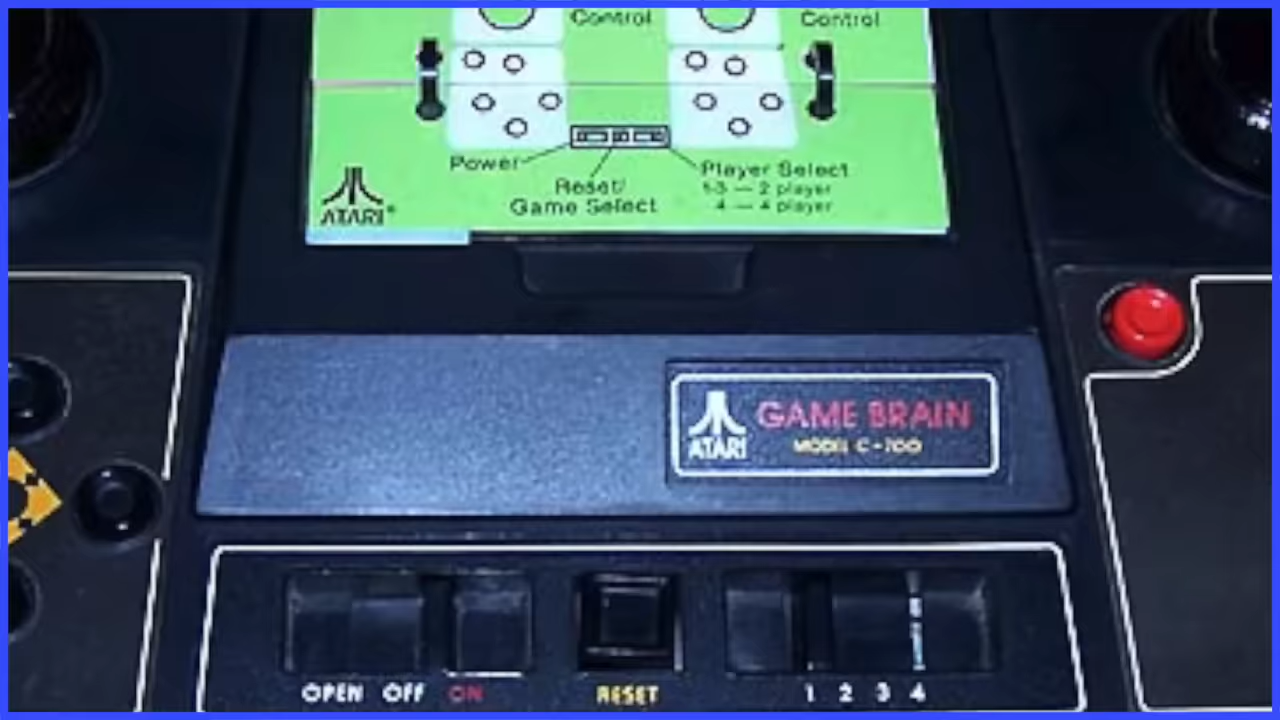 Control
Control
Power
Player Select
1-3 — 2 player
4 — 4 player
Reset/
Game Select
ATARI®
ATARI
GAME BRAIN
MODEL C-700
OPEN OFF ON
RESET
1 2 3 4